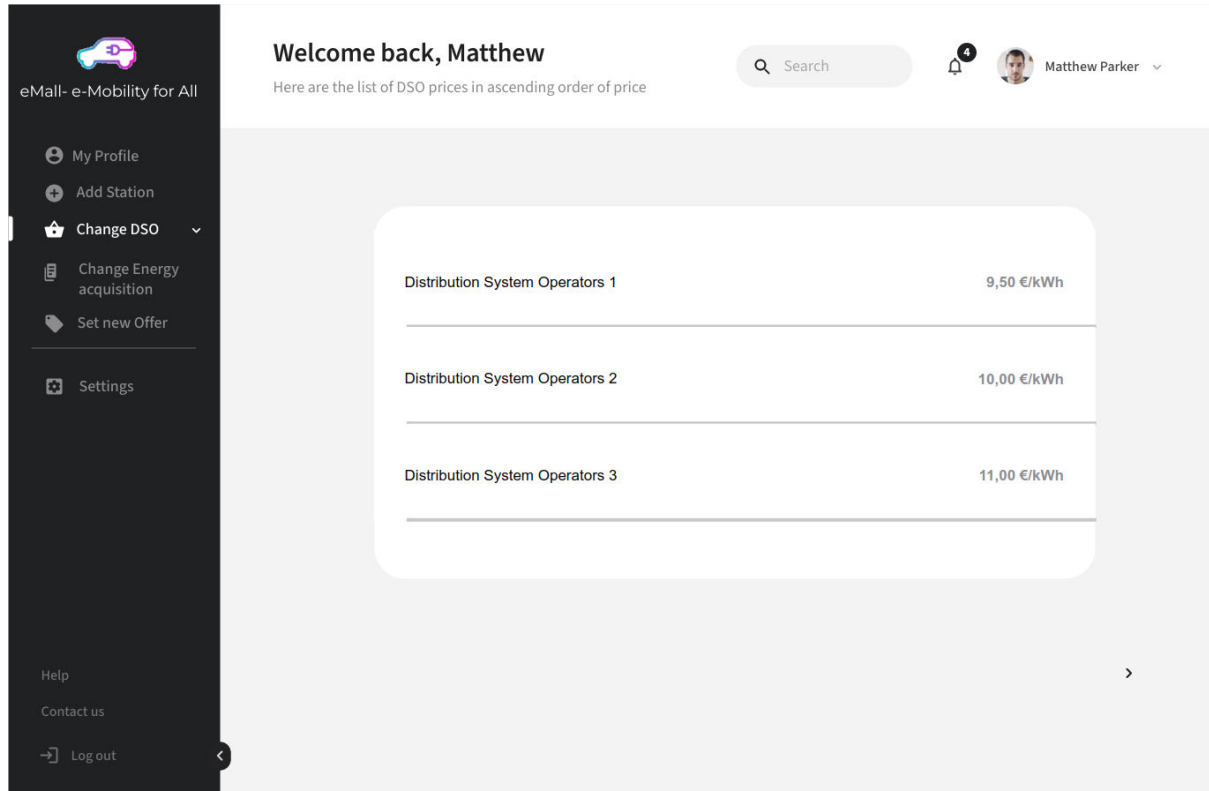 eMall- e-Mobility for All
My Profile
Add Station
Change DSO
Change Energy
acquisition
Set new Offer
Settings
Help
Contact us
Log out
Welcome back, Matthew
Here are the list of DSO prices in ascending order of price
Search
4
Matthew Parker
Distribution System Operators 1 9,50 €/kWh
Distribution System Operators 2 10,00 €/kWh
Distribution System Operators 3 11,00 €/kWh